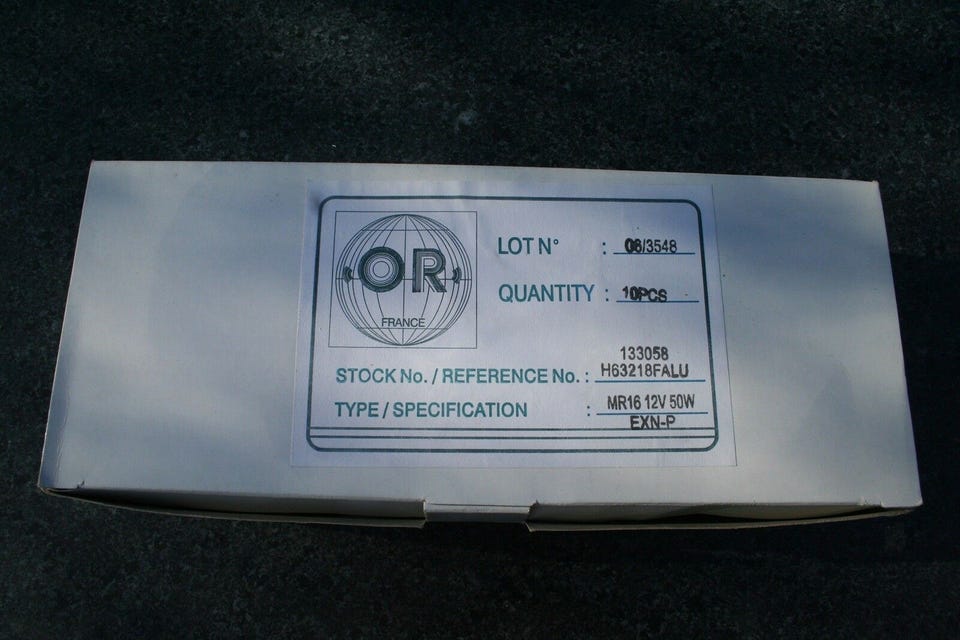 OR
FRANCE
LOT N° : 06/3548
QUANTITY : 10PCS
133058
STOCK No. / REFERENCE No. : H63218FALU
TYPE / SPECIFICATION : MR16 12V 50W
EXN-P